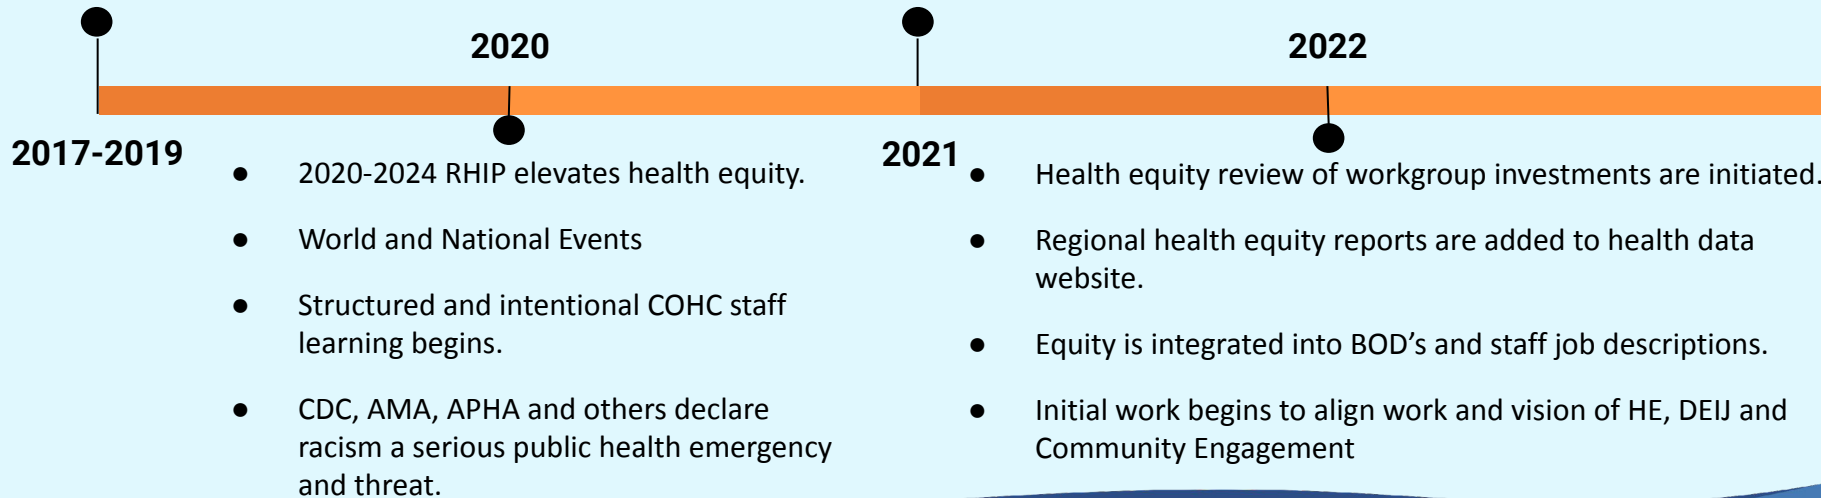 2020
2022
2017-2019
● 2020-2024 RHIP elevates health equity.
● World and National Events
● Structured and intentional COHC staff
learning begins.
● CDC, AMA, APHA and others declare
racism a serious public health emergency
and threat.
2021
● Health equity review of workgroup investments are initiated.
● Regional health equity reports are added to health data
website.
● Equity is integrated into BOD’s and staff job descriptions.
● Initial work begins to align work and vision of HE, DEIJ and
Community Engagement